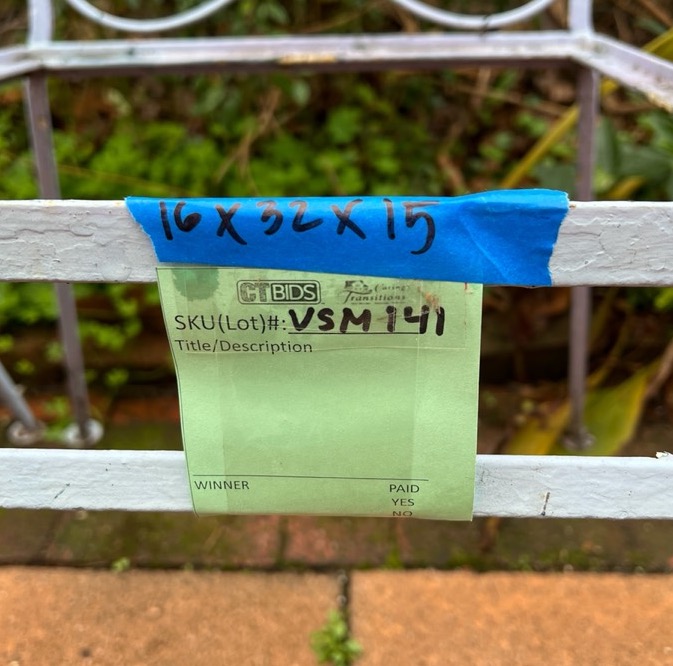 16 X 32 X 15
CTBIDS
Caring Transitions
SKU(Lot)#: VSM 141
Title/Description
WINNER
PAID
YES
NO